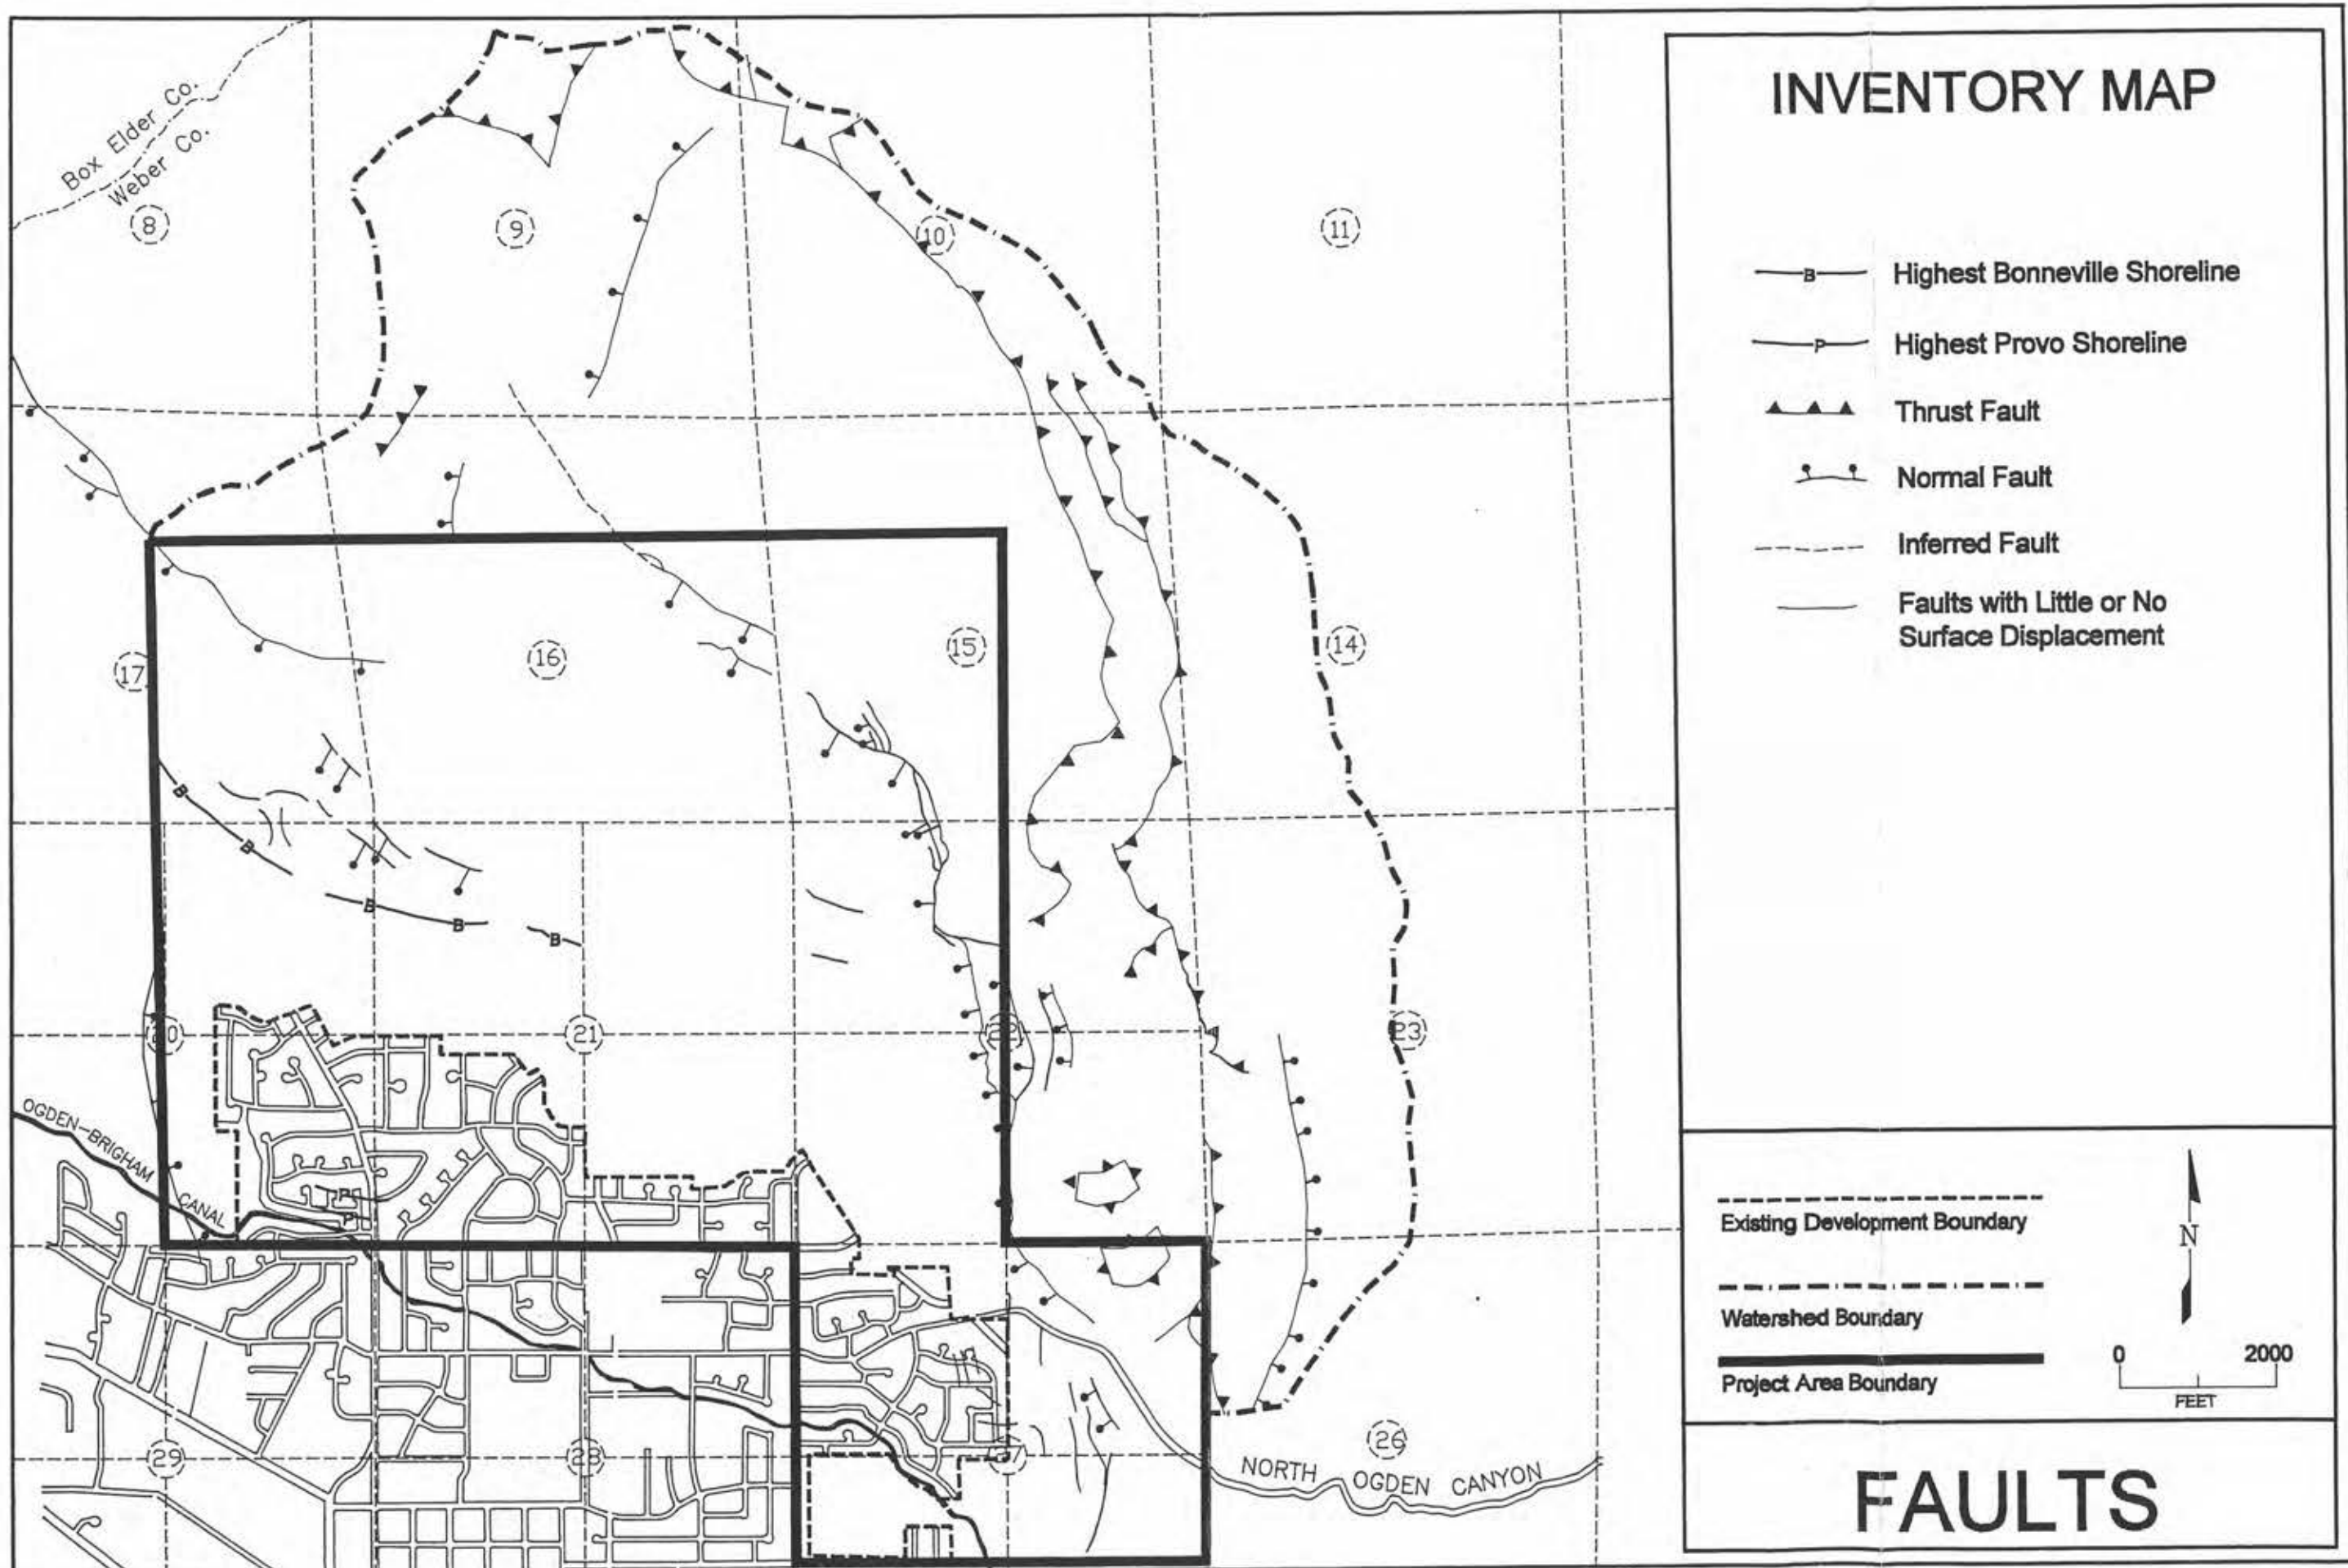 INVENTORY MAP
B Highest Bonneville Shoreline
P Highest Provo Shoreline
Thrust Fault
Normal Fault
Inferred Fault
Faults with Little or No
Surface Displacement
Existing Development Boundary
Watershed Boundary
Project Area Boundary
N
0 2000
FEET
FAULTS
Box Elder Co.
Weber Co.
8
9
10
11
17
16
15
14
B
B
B
B
B
20
21
22
23
OGDEN-BRIGHAM CANAL
P
P
29
28
27
26
NORTH OGDEN CANYON